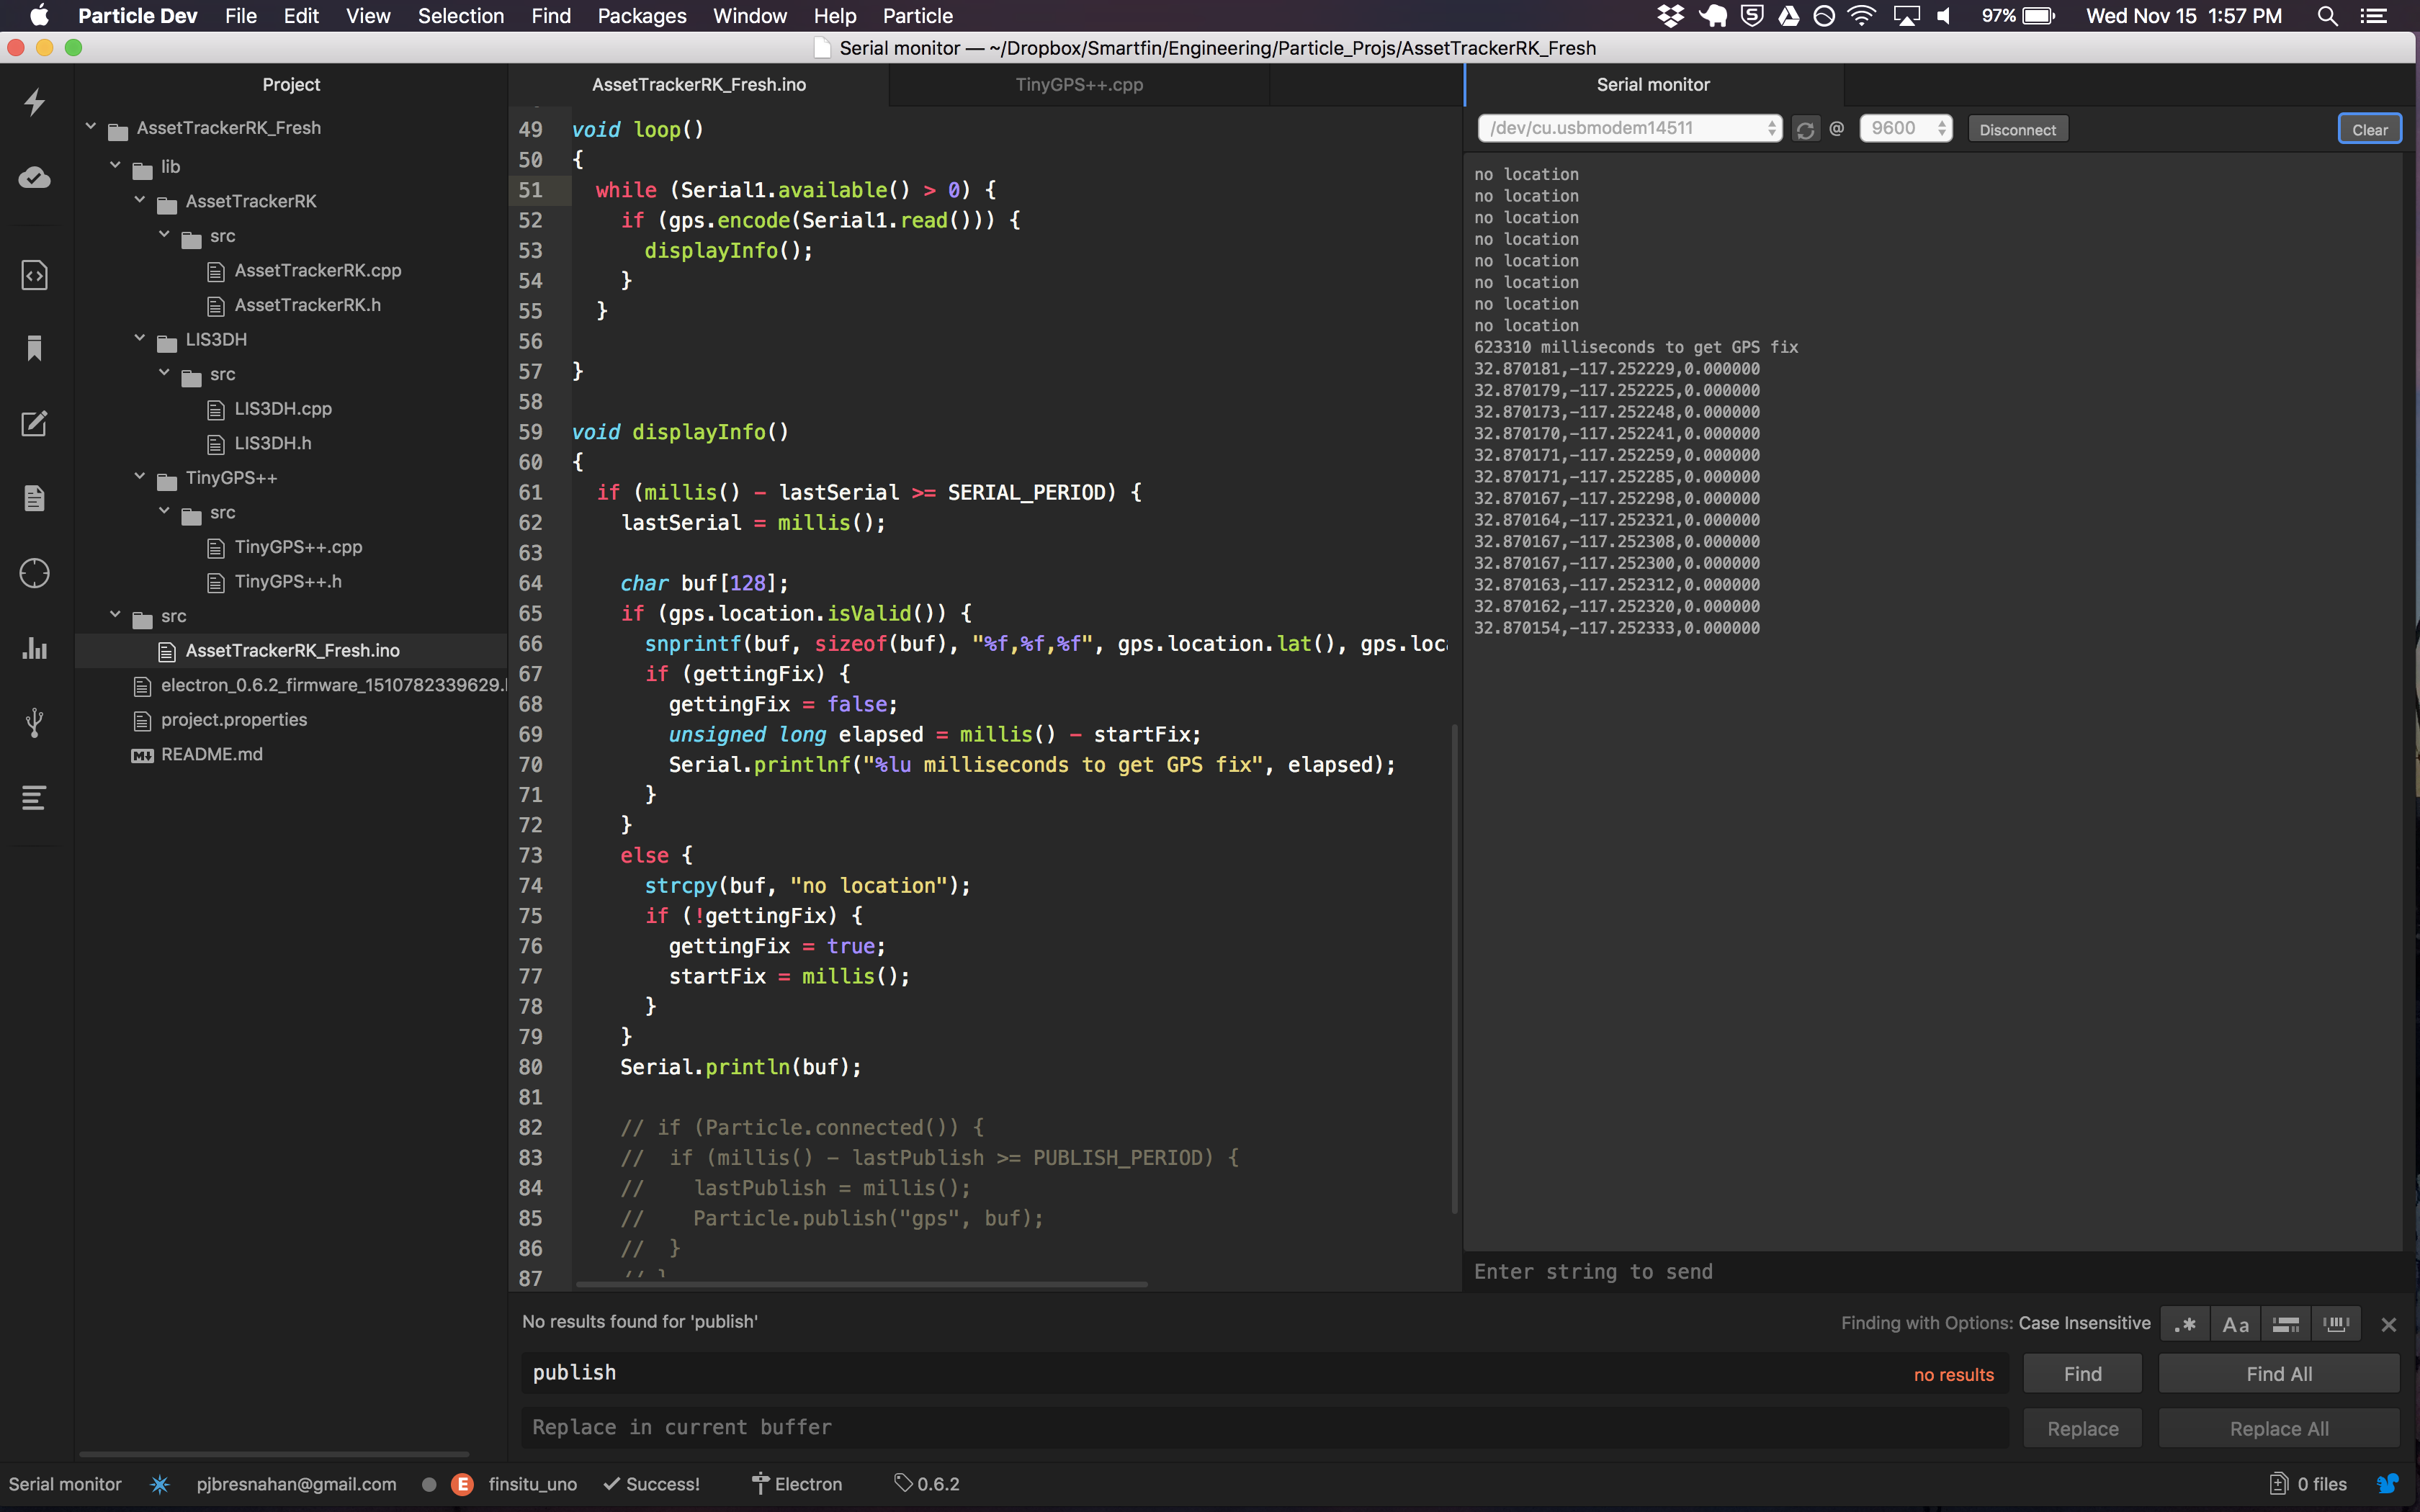 Particle Dev File Edit View Selection Find Packages Window Help Particle 97% Wed Nov 15 1:57 PM
Serial monitor — ~/Dropbox/Smartfin/Engineering/Particle_Projs/AssetTrackerRK_Fresh
Project
AssetTrackerRK_Fresh
lib
AssetTrackerRK
src
AssetTrackerRK.cpp
AssetTrackerRK.h
LIS3DH
src
LIS3DH.cpp
LIS3DH.h
TinyGPS++
src
TinyGPS++.cpp
TinyGPS++.h
src
AssetTrackerRK_Fresh.ino
electron_0.6.2_firmware_1510782339629.
project.properties
README.md
AssetTrackerRK_Fresh.ino TinyGPS++.cpp
49 void loop()
50 {
51 while (Serial1.available() > 0) {
52 if (gps.encode(Serial1.read())) {
53 displayInfo();
54 }
55 }
56
57 }
58
59 void displayInfo()
60 {
61 if (millis() - lastSerial >= SERIAL_PERIOD) {
62 lastSerial = millis();
63
64 char buf[128];
65 if (gps.location.isValid()) {
66 snprintf(buf, sizeof(buf), "%f,%f,%f", gps.location.lat(), gps.loc
67 if (gettingFix) {
68 gettingFix = false;
69 unsigned long elapsed = millis() - startFix;
70 Serial.printlnf("%lu milliseconds to get GPS fix", elapsed);
71 }
72 }
73 else {
74 strcpy(buf, "no location");
75 if (!gettingFix) {
76 gettingFix = true;
77 startFix = millis();
78 }
79 }
80 Serial.println(buf);
81
82 // if (Particle.connected()) {
83 // if (millis() - lastPublish >= PUBLISH_PERIOD) {
84 // lastPublish = millis();
85 // Particle.publish("gps", buf);
86 // }
87 // }
Serial monitor
/dev/cu.usbmodem14511 @ 9600 Disconnect Clear
no location
no location
no location
no location
no location
no location
no location
no location
623310 milliseconds to get GPS fix
32.870181,-117.252229,0.000000
32.870179,-117.252225,0.000000
32.870173,-117.252248,0.000000
32.870170,-117.252241,0.000000
32.870171,-117.252259,0.000000
32.870171,-117.252285,0.000000
32.870167,-117.252298,0.000000
32.870164,-117.252321,0.000000
32.870167,-117.252308,0.000000
32.870167,-117.252300,0.000000
32.870163,-117.252312,0.000000
32.870162,-117.252320,0.000000
32.870154,-117.252333,0.000000
Enter string to send
No results found for 'publish' Finding with Options: Case Insensitive .* Aa
publish no results Find Find All
Replace in current buffer Replace Replace All
Serial monitor pjbresnahan@gmail.com E finsitu_uno Success! Electron 0.6.2 0 files